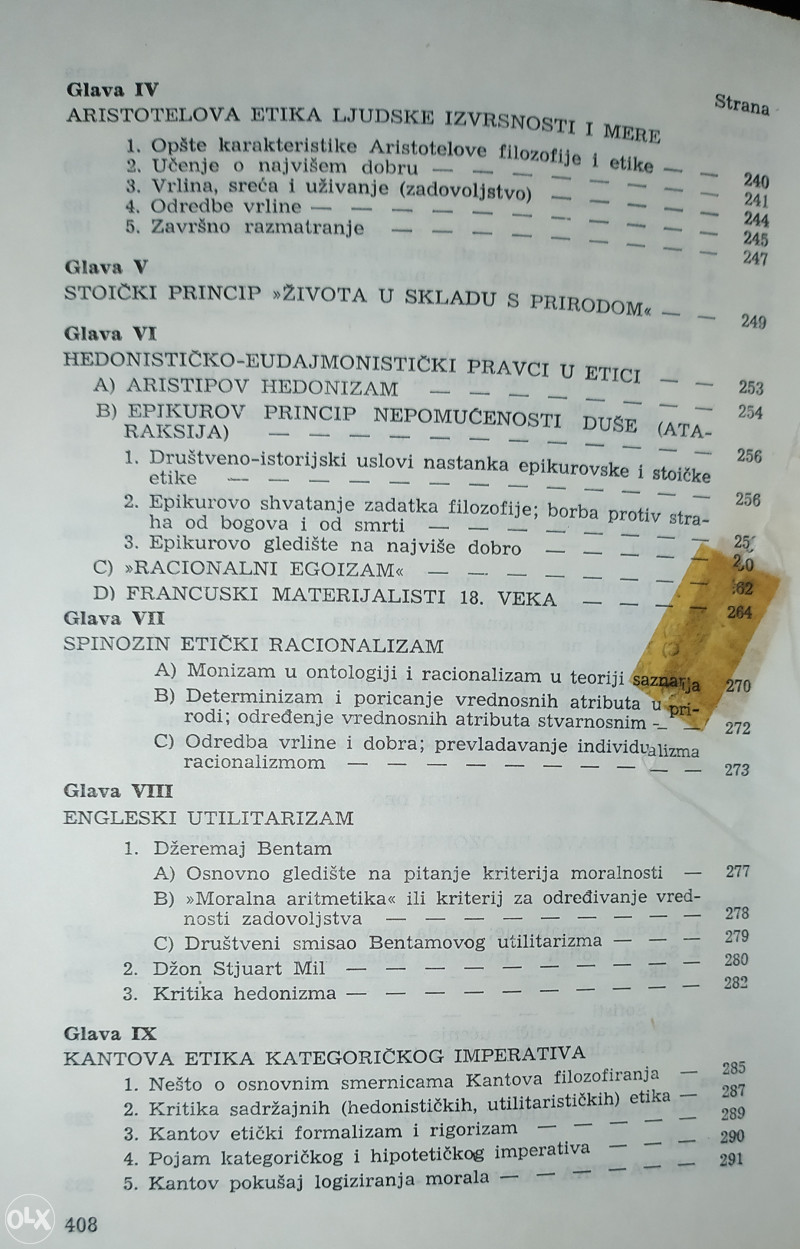 Strana
Glava IV
ARISTOTELOVA ETIKA LJUDSKE IZVRSNOSTI I MERE
1. Opšte karakteristike Aristotelove filozofije i etike — — 240
2. Učenje o najvišem dobru — — — — — — — 241
3. Vrlina, sreća i uživanje (zadovoljstvo) — — — — 244
4. Odredbe vrline — — — — — — — — — 245
5. Završno razmatranje — — — — — — — — 247
Glava V
STOIČKI PRINCIP »ŽIVOTA U SKLADU S PRIRODOM« — — 249
Glava VI
HEDONISTIČKO-EUDAJMONISTIČKI PRAVCI U ETICI — — 253
A) ARISTIPOV HEDONIZAM — — — — — — — 254
B) EPIKUROV PRINCIP NEPOMUĆENOSTI DUŠE (ATA-
RAKSIJA) — — — — — — — — — — — 256
1. Društveno-istorijski uslovi nastanka epikurovske i stoičke
etike — — — — — — — — — — — — 256
2. Epikurovo shvatanje zadatka filozofije; borba protiv stra-
ha od bogova i od smrti — — — — — — — 25
3. Epikurovo gledište na najviše dobro — — — — 0
C) »RACIONALNI EGOIZAM« — — — — — — — 62
D) FRANCUSKI MATERIJALISTI 18. VEKA — — — — 264
Glava VII
SPINOZIN ETIČKI RACIONALIZAM
A) Monizam u ontologiji i racionalizam u teoriji saznanja 270
B) Determinizam i poricanje vrednosnih atributa u pri-
rodi; određenje vrednosnih atributa stvarnosnim — — 272
C) Odredba vrline i dobra; prevladavanje individualizma
racionalizmom — — — — — — — — — 273
Glava VIII
ENGLESKI UTILITARIZAM
1. Džeremaj Bentam
A) Osnovno gledište na pitanje kriterija moralnosti — 277
B) »Moralna aritmetika« ili kriterij za određivanje vred-
nosti zadovoljstva — — — — — — — — 278
C) Društveni smisao Bentamovog utilitarizma — — — 279
2. Džon Stjuart Mil — — — — — — — — — 280
3. Kritika hedonizma — — — — — — — — — 282
Glava IX
KANTOVA ETIKA KATEGORIČKOG IMPERATIVA
1. Nešto o osnovnim smernicama Kantova filozofiranja — 285
2. Kritika sadržajnih (hedonističkih, utilitarističkih) etika — 287
3. Kantov etički formalizam i rigorizam — — — — 289
4. Pojam kategoričkog i hipotetičkog imperativa — — — 290
5. Kantov pokušaj logiziranja morala — — — — — 291
408
OLX